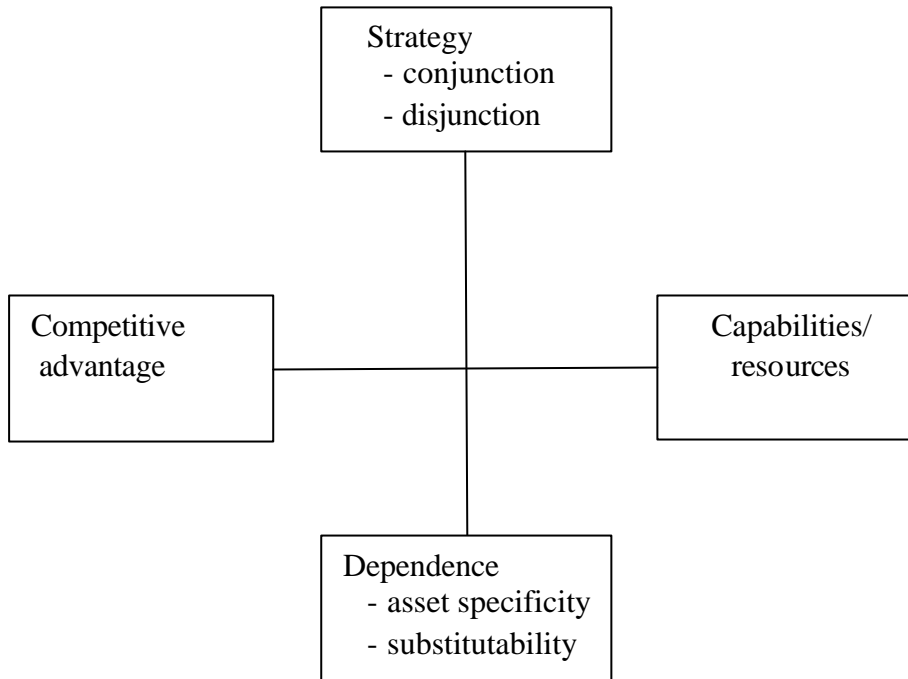 Strategy
- conjunction
- disjunction
Competitive
advantage
Capabilities/
resources
Dependence
- asset specificity
- substitutability